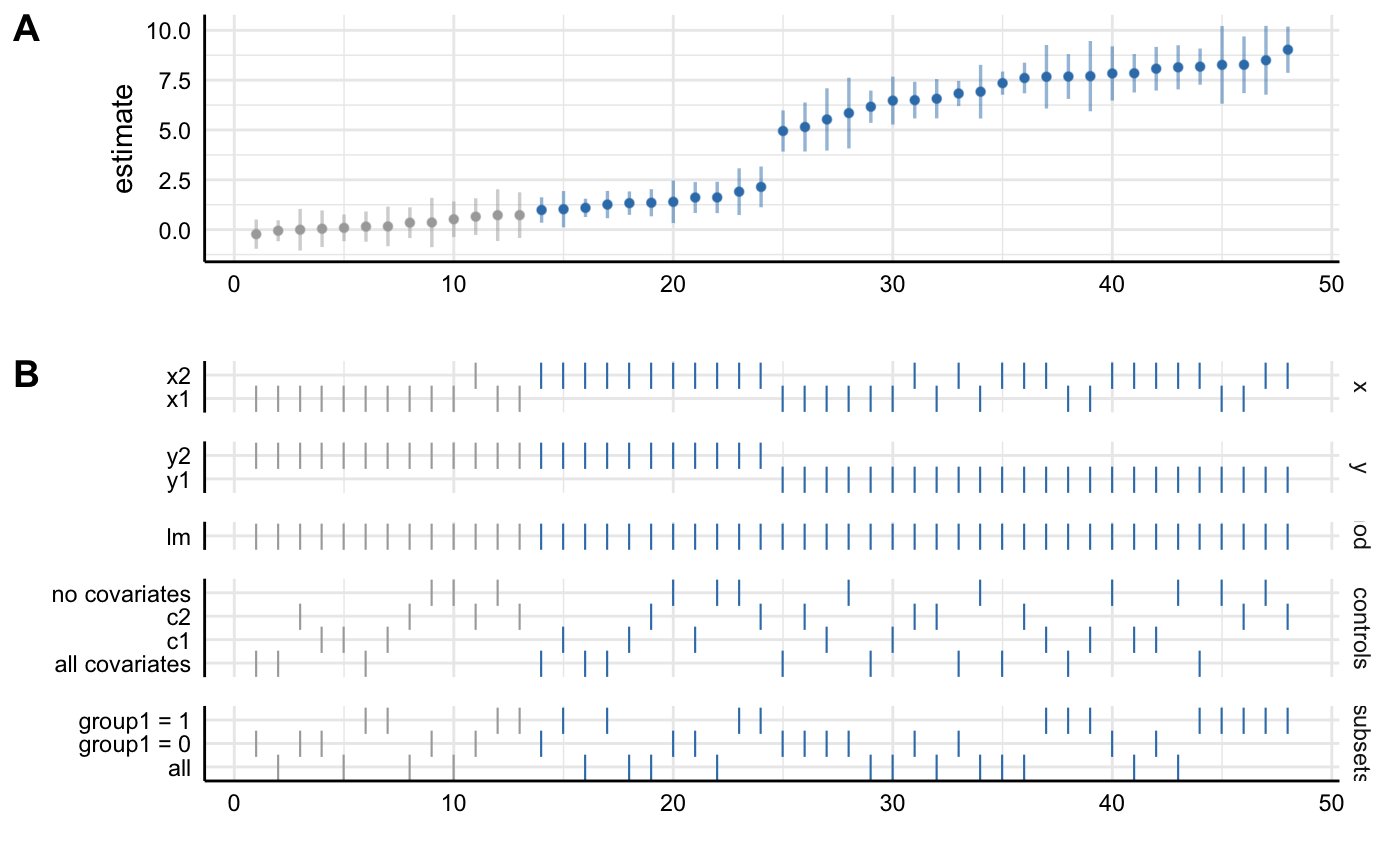 A
10.0
7.5
5.0
2.5
0.0
estimate
0 10 20 30 40 50
B
x2
x1
x
y2
y1
y
lm
od
no covariates
c2
c1
all covariates
controls
group1 = 1
group1 = 0
all
subsets
0 10 20 30 40 50